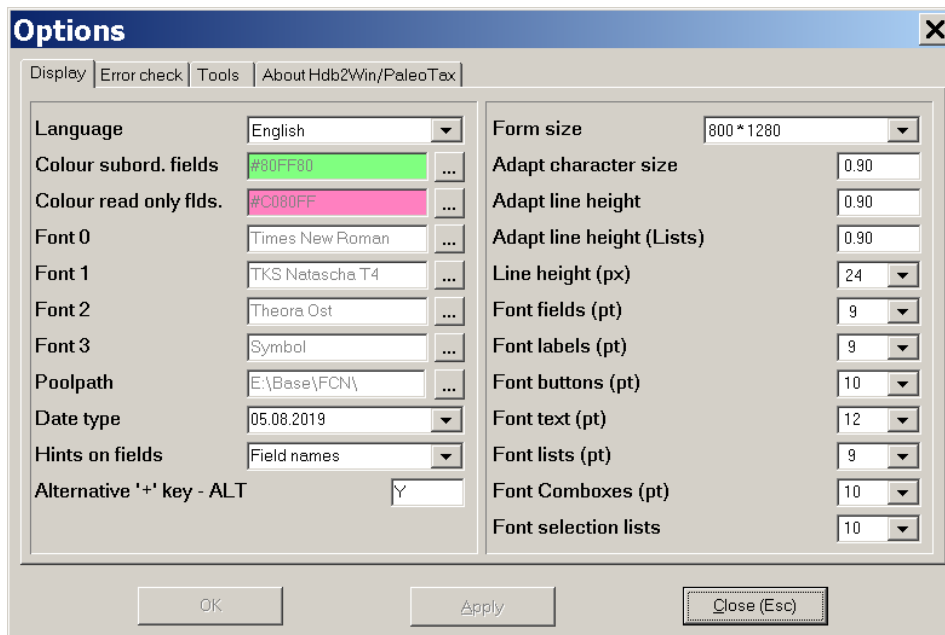 Options
Display Error check Tools About Hdb2Win/PaleoTax
Language English
Colour subord. fields #80FF80 ...
Colour read only flds. #C080FF ...
Font 0 Times New Roman ...
Font 1 TKS Natascha T4 ...
Font 2 Theora Ost ...
Font 3 Symbol ...
Poolpath E:\Base\FCN\ ...
Date type 05.08.2019
Hints on fields Field names
Alternative '+' key - ALT Y
Form size 800 * 1280
Adapt character size 0.90
Adapt line height 0.90
Adapt line height (Lists) 0.90
Line height (px) 24
Font fields (pt) 9
Font labels (pt) 9
Font buttons (pt) 10
Font text (pt) 12
Font lists (pt) 9
Font Comboxes (pt) 10
Font selection lists 10
OK Apply Close (Esc)